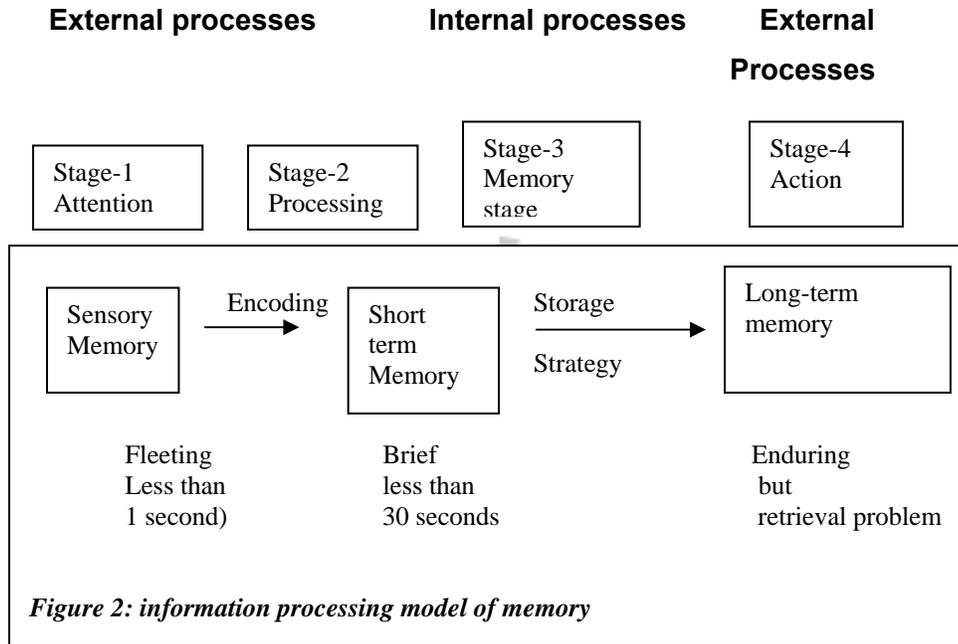 External processes
Internal processes
External
Processes
Stage-1
Attention
Stage-2
Processing
Stage-3
Memory
stage
Stage-4
Action
Sensory
Memory
Encoding
Short
term
Memory
Storage
Strategy
Long-term
memory
Fleeting
Less than
1 second)
Brief
less than
30 seconds
Enduring
but
retrieval problem
Figure 2: information processing model of memory